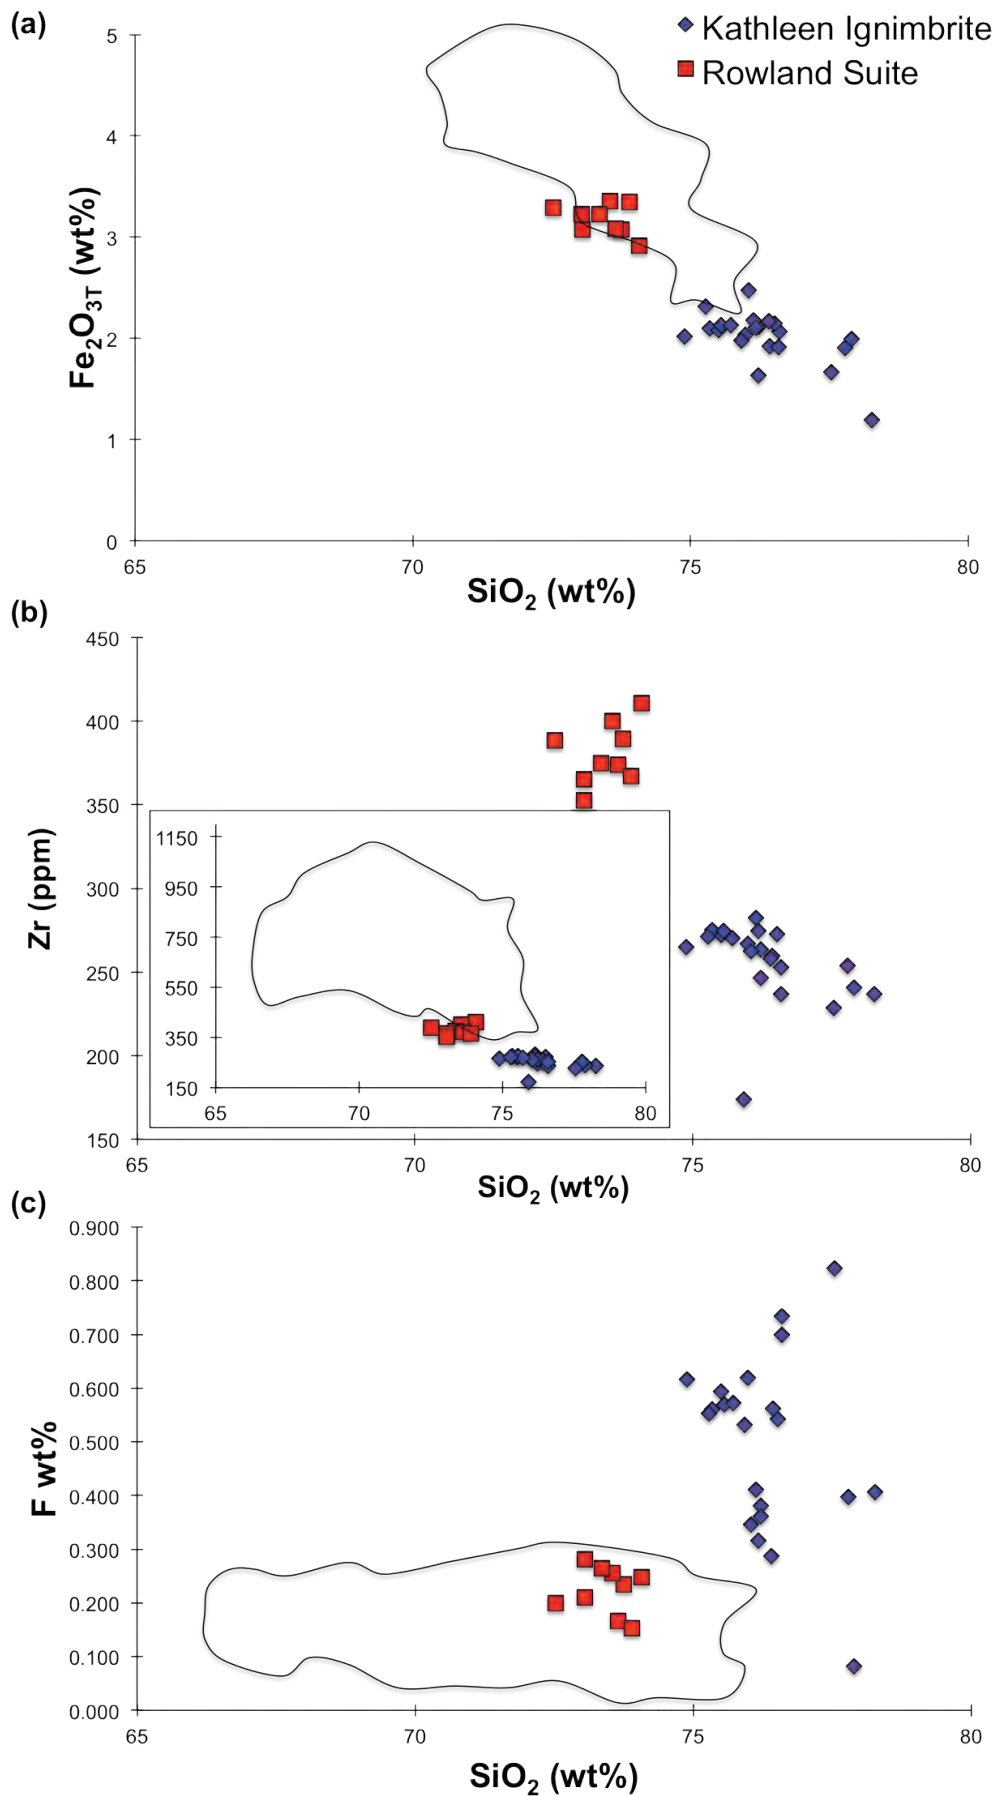 (a)
Kathleen Ignimbrite
Rowland Suite
5
4
3
2
1
0
Fe2O3T (wt%)
65 70 75 80
SiO2 (wt%)
(b)
450
400
350
300
250
200
150
Zr (ppm)
1150
950
750
550
350
150
65 70 75 80
65 70 75 80
SiO2 (wt%)
(c)
0.900
0.800
0.700
0.600
0.500
0.400
0.300
0.200
0.100
0.000
F wt%
65 70 75 80
SiO2 (wt%)